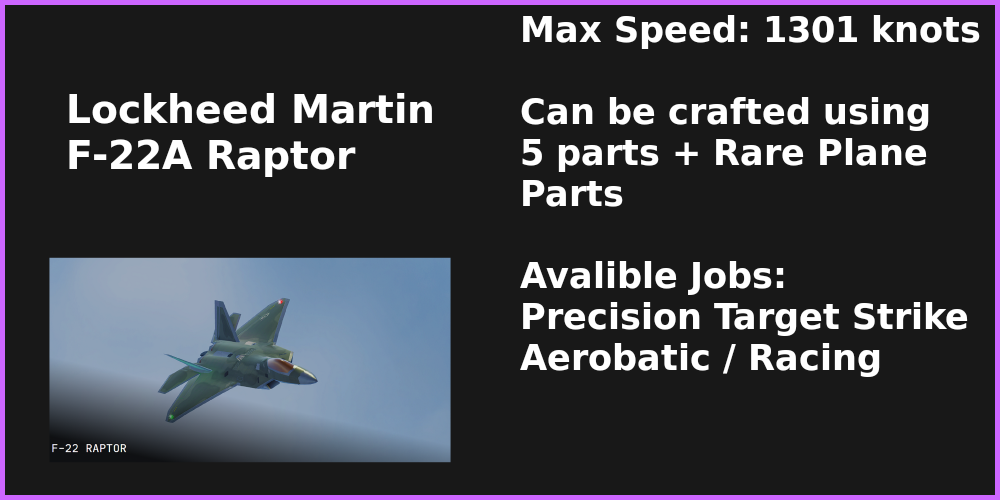 Lockheed Martin
F-22A Raptor
F-22 RAPTOR
Max Speed: 1301 knots
Can be crafted using
5 parts + Rare Plane
Parts
Avalible Jobs:
Precision Target Strike
Aerobatic / Racing